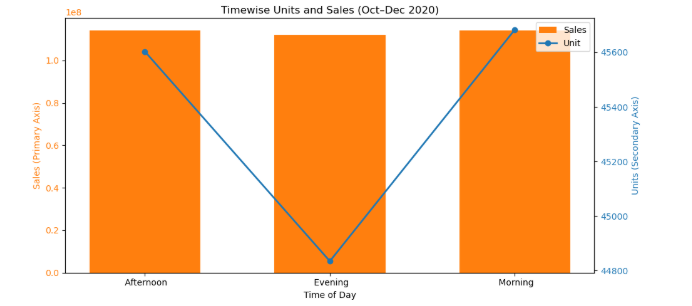 Timewise Units and Sales (Oct–Dec 2020)
1e8
Sales
Unit
1.0
0.8
0.6
0.4
0.2
0.0
Sales (Primary Axis)
45600
45400
45200
45000
44800
Units (Secondary Axis)
Afternoon Evening Morning
Time of Day